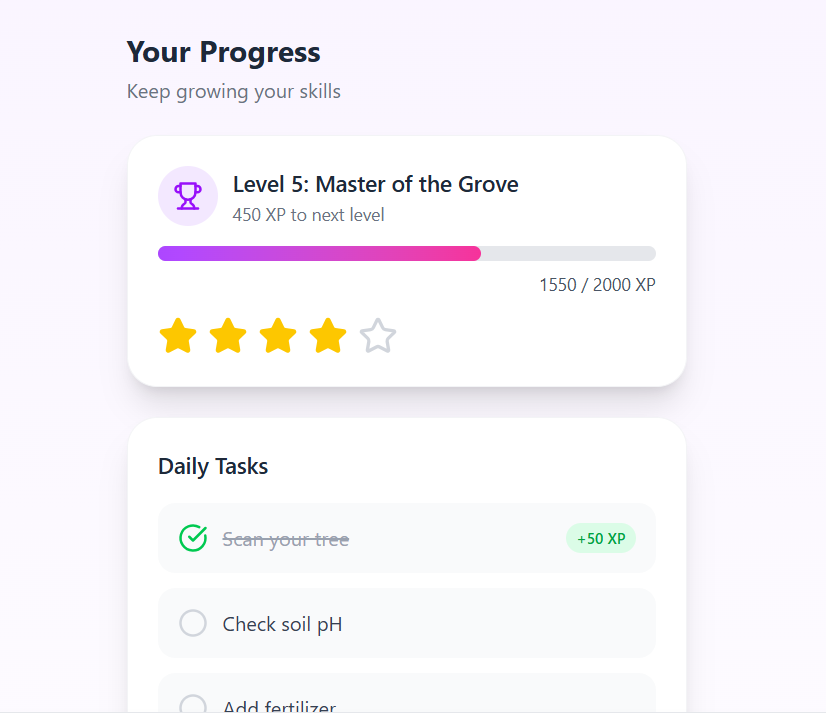 Your Progress
Keep growing your skills
Level 5: Master of the Grove
450 XP to next level
1550 / 2000 XP
Daily Tasks
Scan your tree
+50 XP
Check soil pH
Add fertilizer